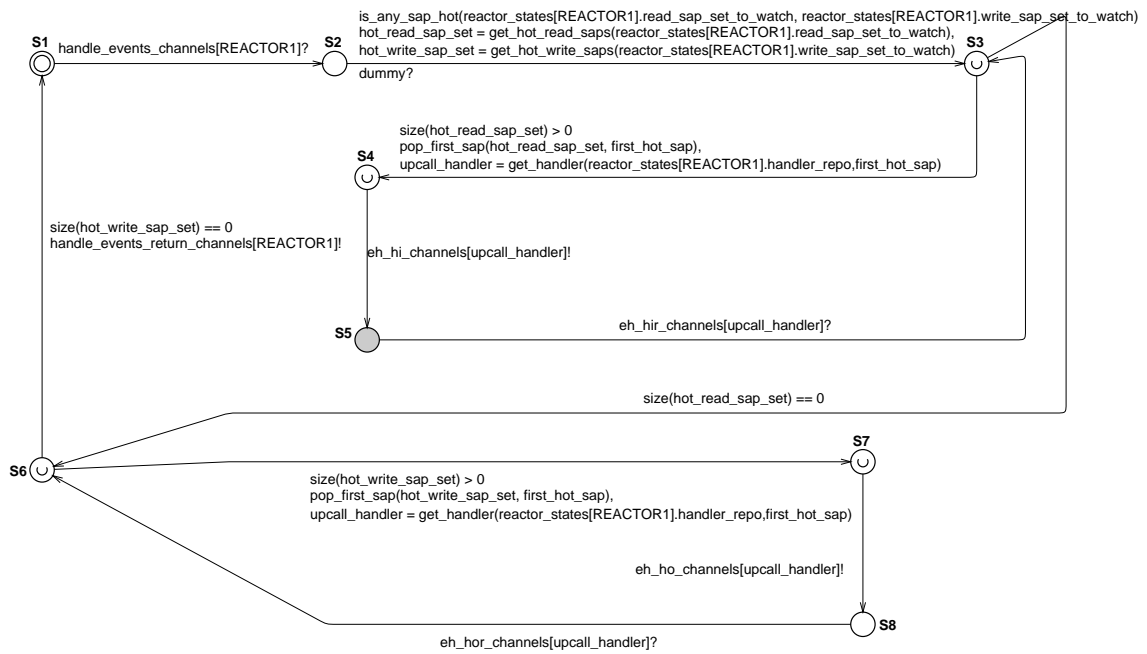 is_any_sap_hot(reactor_states[REACTOR1].read_sap_set_to_watch, reactor_states[REACTOR1].write_sap_set_to_watch)
hot_read_sap_set = get_hot_read_saps(reactor_states[REACTOR1].read_sap_set_to_watch),
hot_write_sap_set = get_hot_write_saps(reactor_states[REACTOR1].write_sap_set_to_watch)
dummy?
S1
handle_events_channels[REACTOR1]?
S2
S3
size(hot_read_sap_set) > 0
pop_first_sap(hot_read_sap_set, first_hot_sap),
upcall_handler = get_handler(reactor_states[REACTOR1].handler_repo,first_hot_sap)
S4
size(hot_write_sap_set) == 0
handle_events_return_channels[REACTOR1]!
eh_hi_channels[upcall_handler]!
S5
eh_hir_channels[upcall_handler]?
size(hot_read_sap_set) == 0
S6
S7
size(hot_write_sap_set) > 0
pop_first_sap(hot_write_sap_set, first_hot_sap),
upcall_handler = get_handler(reactor_states[REACTOR1].handler_repo,first_hot_sap)
eh_ho_channels[upcall_handler]!
S8
eh_hor_channels[upcall_handler]?